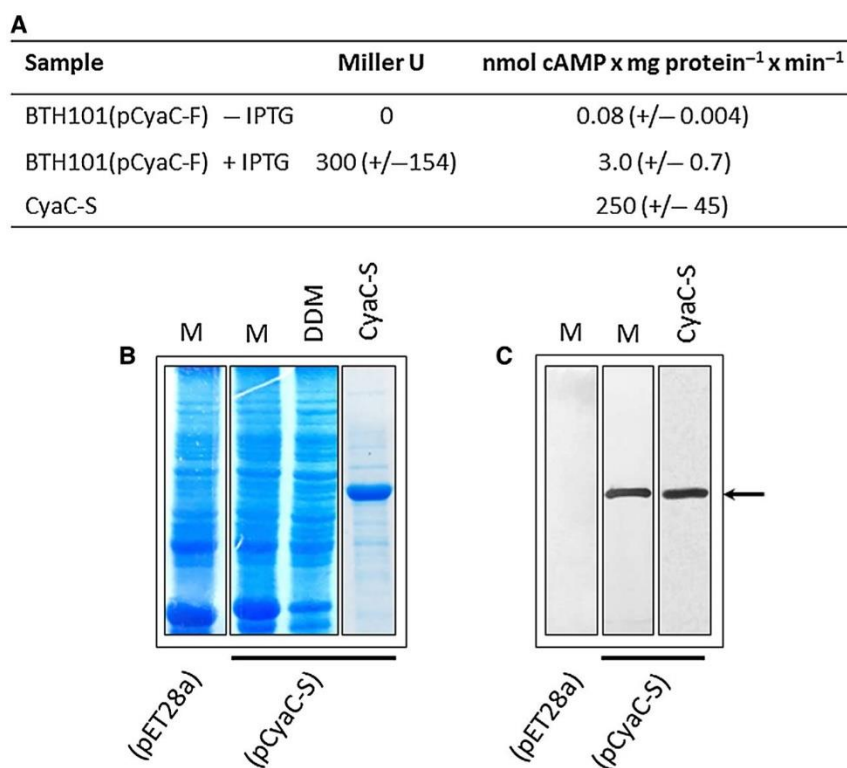 A
Sample Miller U nmol cAMP x mg protein⁻¹ x min⁻¹
BTH101(pCyaC-F) – IPTG 0 0.08 (+/– 0.004)
BTH101(pCyaC-F) + IPTG 300 (+/–154) 3.0 (+/– 0.7)
CyaC-S 250 (+/– 45)
B
M M DDM CyaC-S
(pET28a) (pCyaC-S)
C
M M CyaC-S
(pET28a) (pCyaC-S)